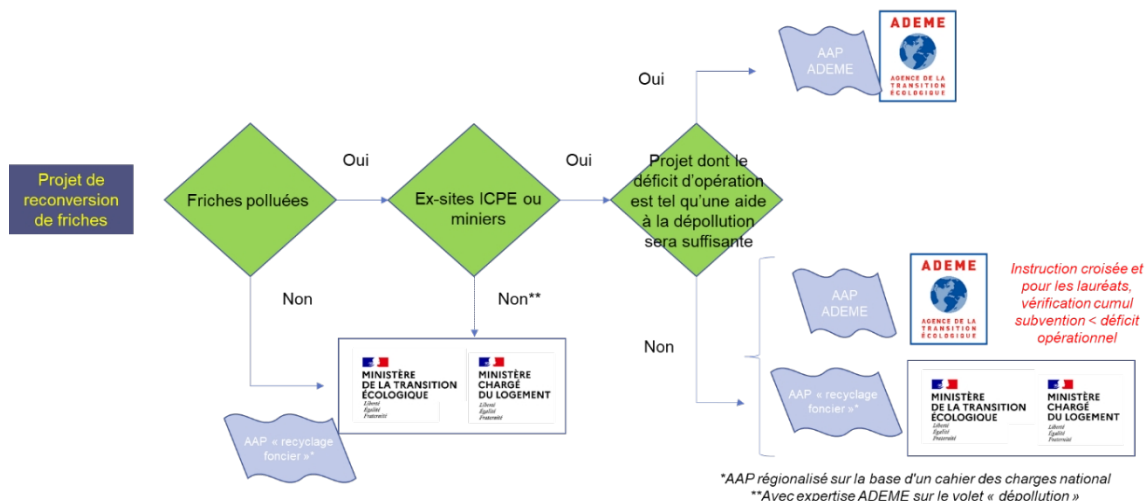 ADEME
AGENCE DE LA
TRANSITION
ÉCOLOGIQUE
AAP
ADEME
Oui
Projet de
reconversion
de friches
Friches polluées
Oui
Ex-sites ICPE ou
miniers
Oui
Projet dont le
déficit d'opération
est tel qu'une aide
à la dépollution
sera suffisante
Non
Non**
Non
MINISTÈRE
DE LA TRANSITION
ÉCOLOGIQUE
Liberté
Égalité
Fraternité
MINISTÈRE
CHARGÉ
DU LOGEMENT
Liberté
Égalité
Fraternité
AAP « recyclage
foncier »*
AAP
ADEME
ADEME
AGENCE DE LA
TRANSITION
ÉCOLOGIQUE
Instruction croisée et
pour les lauréats,
vérification cumul
subvention < déficit
opérationnel
AAP « recyclage
foncier »*
MINISTÈRE
DE LA TRANSITION
ÉCOLOGIQUE
Liberté
Égalité
Fraternité
MINISTÈRE
CHARGÉ
DU LOGEMENT
Liberté
Égalité
Fraternité
*AAP régionalisé sur la base d'un cahier des charges national
**Avec expertise ADEME sur le volet « dépollution »